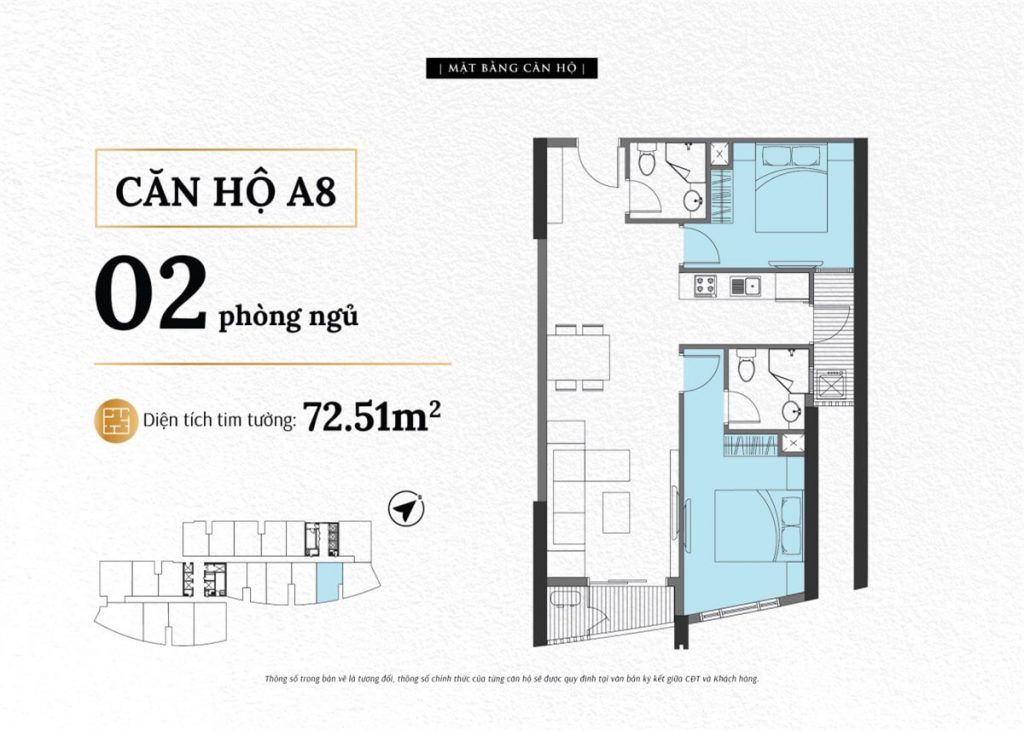 | MẶT BẰNG CĂN HỘ |
CĂN HỘ A8
02 phòng ngủ
Diện tích tim tường: 72.51m²
B
Thông số trong bản vẽ là tương đối, thông số chính thức của từng căn hộ sẽ được quy định tại văn bản ký kết giữa CĐT và Khách hàng.